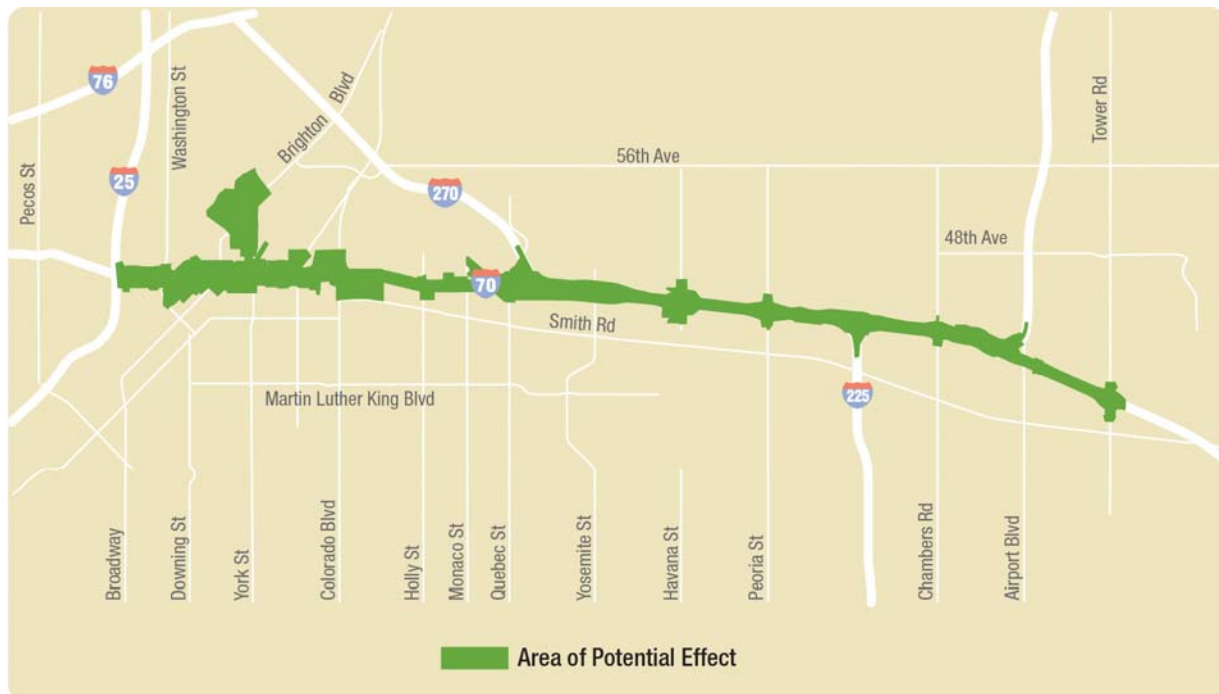 76
Washington St
Brighton Blvd
Tower Rd
56th Ave
25
Pecos St
270
48th Ave
70
Smith Rd
Martin Luther King Blvd
225
Broadway
Downing St
York St
Colorado Blvd
Holly St
Monaco St
Quebec St
Yosemite St
Havana St
Peoria St
Chambers Rd
Airport Blvd
Area of Potential Effect